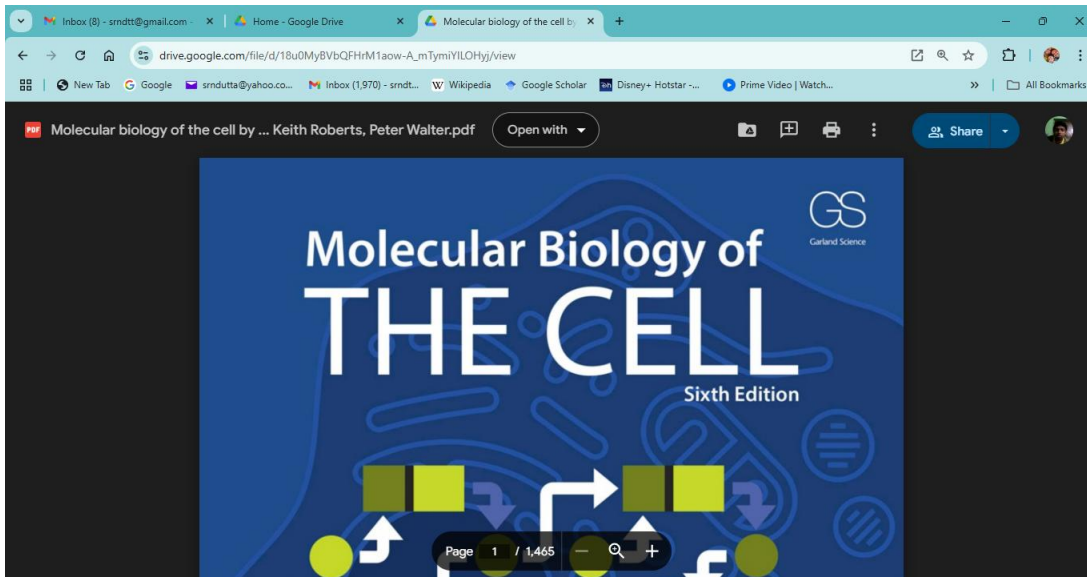 Inbox (8) - srndtt@gmail.com -
Home - Google Drive
Molecular biology of the cell by
drive.google.com/file/d/18u0MyBVbQFHrM1aow-A_mTymiYILOHyj/view
New Tab Google srndutta@yahoo.co... Inbox (1,970) - srndt... Wikipedia Google Scholar Disney+ Hotstar -... Prime Video | Watch... » All Bookmarks
PDF Molecular biology of the cell by ... Keith Roberts, Peter Walter.pdf Open with Share
GS
Garland Science
Molecular Biology of
THE CELL
Sixth Edition
Page 1 / 1,465